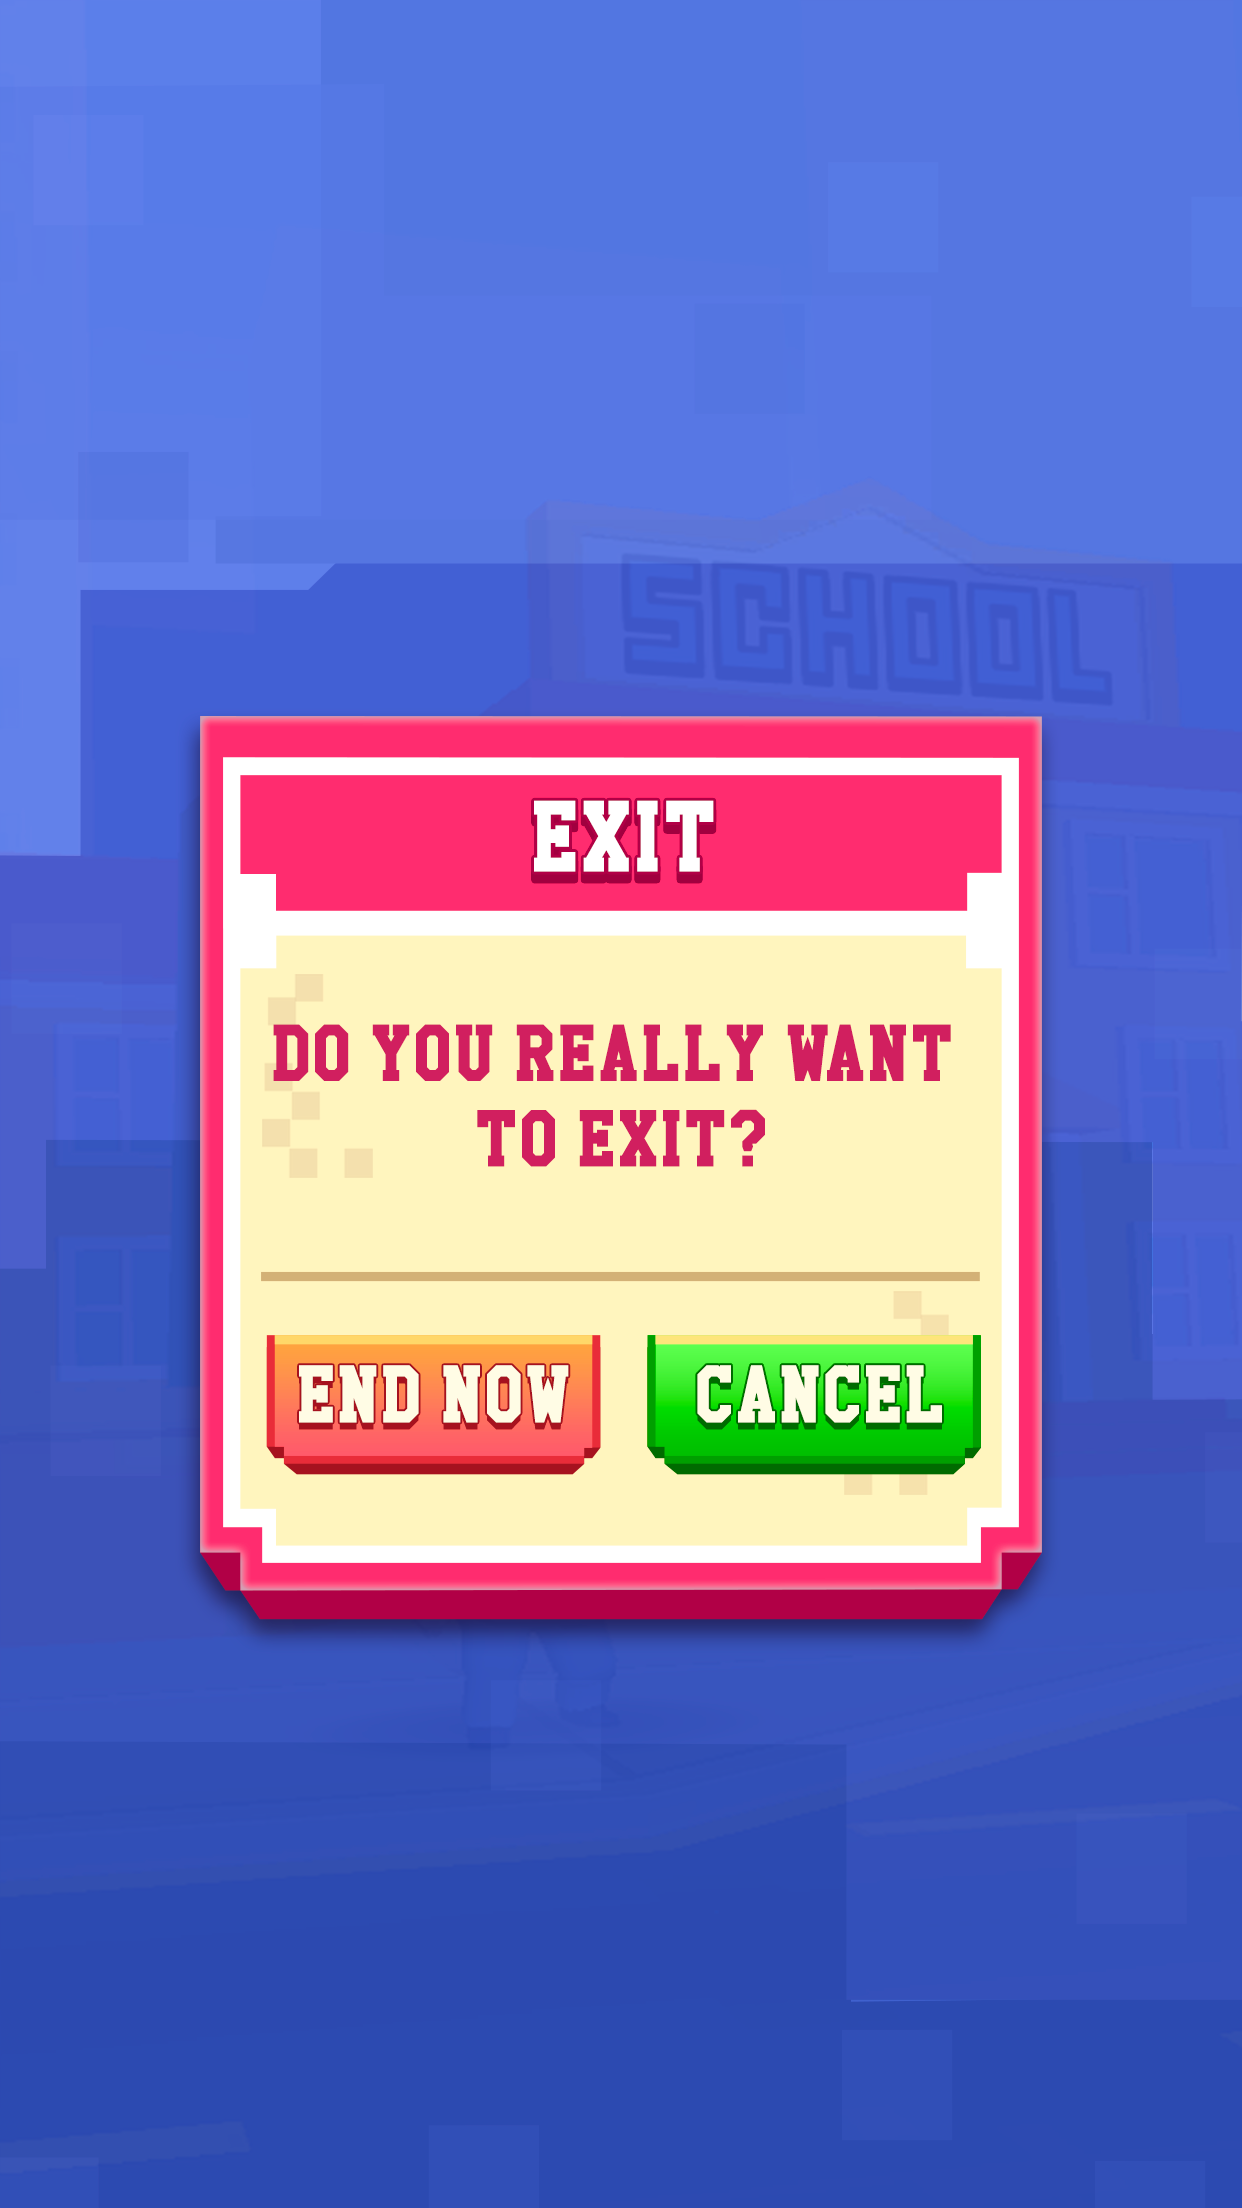 SCHOOL
EXIT
DO YOU REALLY WANT
TO EXIT?
END NOW
CANCEL